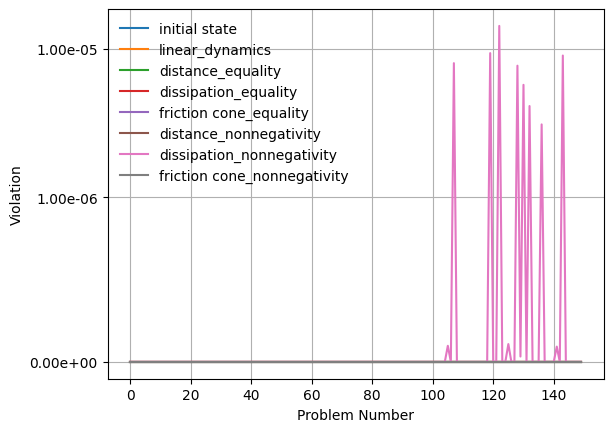 initial state
linear_dynamics
distance_equality
dissipation_equality
friction cone_equality
distance_nonnegativity
dissipation_nonnegativity
friction cone_nonnegativity
1.00e-05
1.00e-06
0.00e+00
Violation
0 20 40 60 80 100 120 140
Problem Number